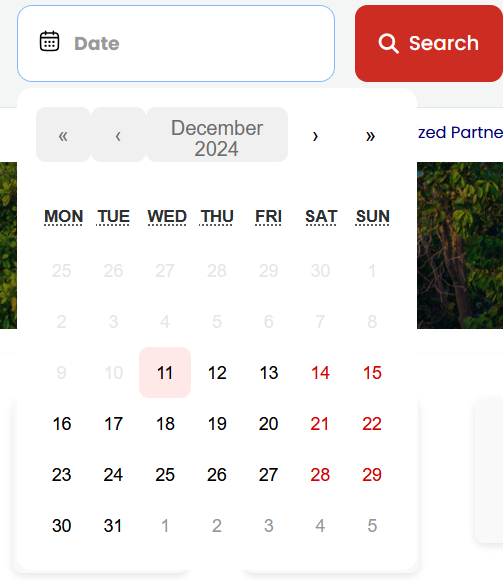 Date
Search
« ‹ December 2024 › »
zed Partne
MON TUE WED THU FRI SAT SUN
25 26 27 28 29 30 1
2 3 4 5 6 7 8
9 10 11 12 13 14 15
16 17 18 19 20 21 22
23 24 25 26 27 28 29
30 31 1 2 3 4 5